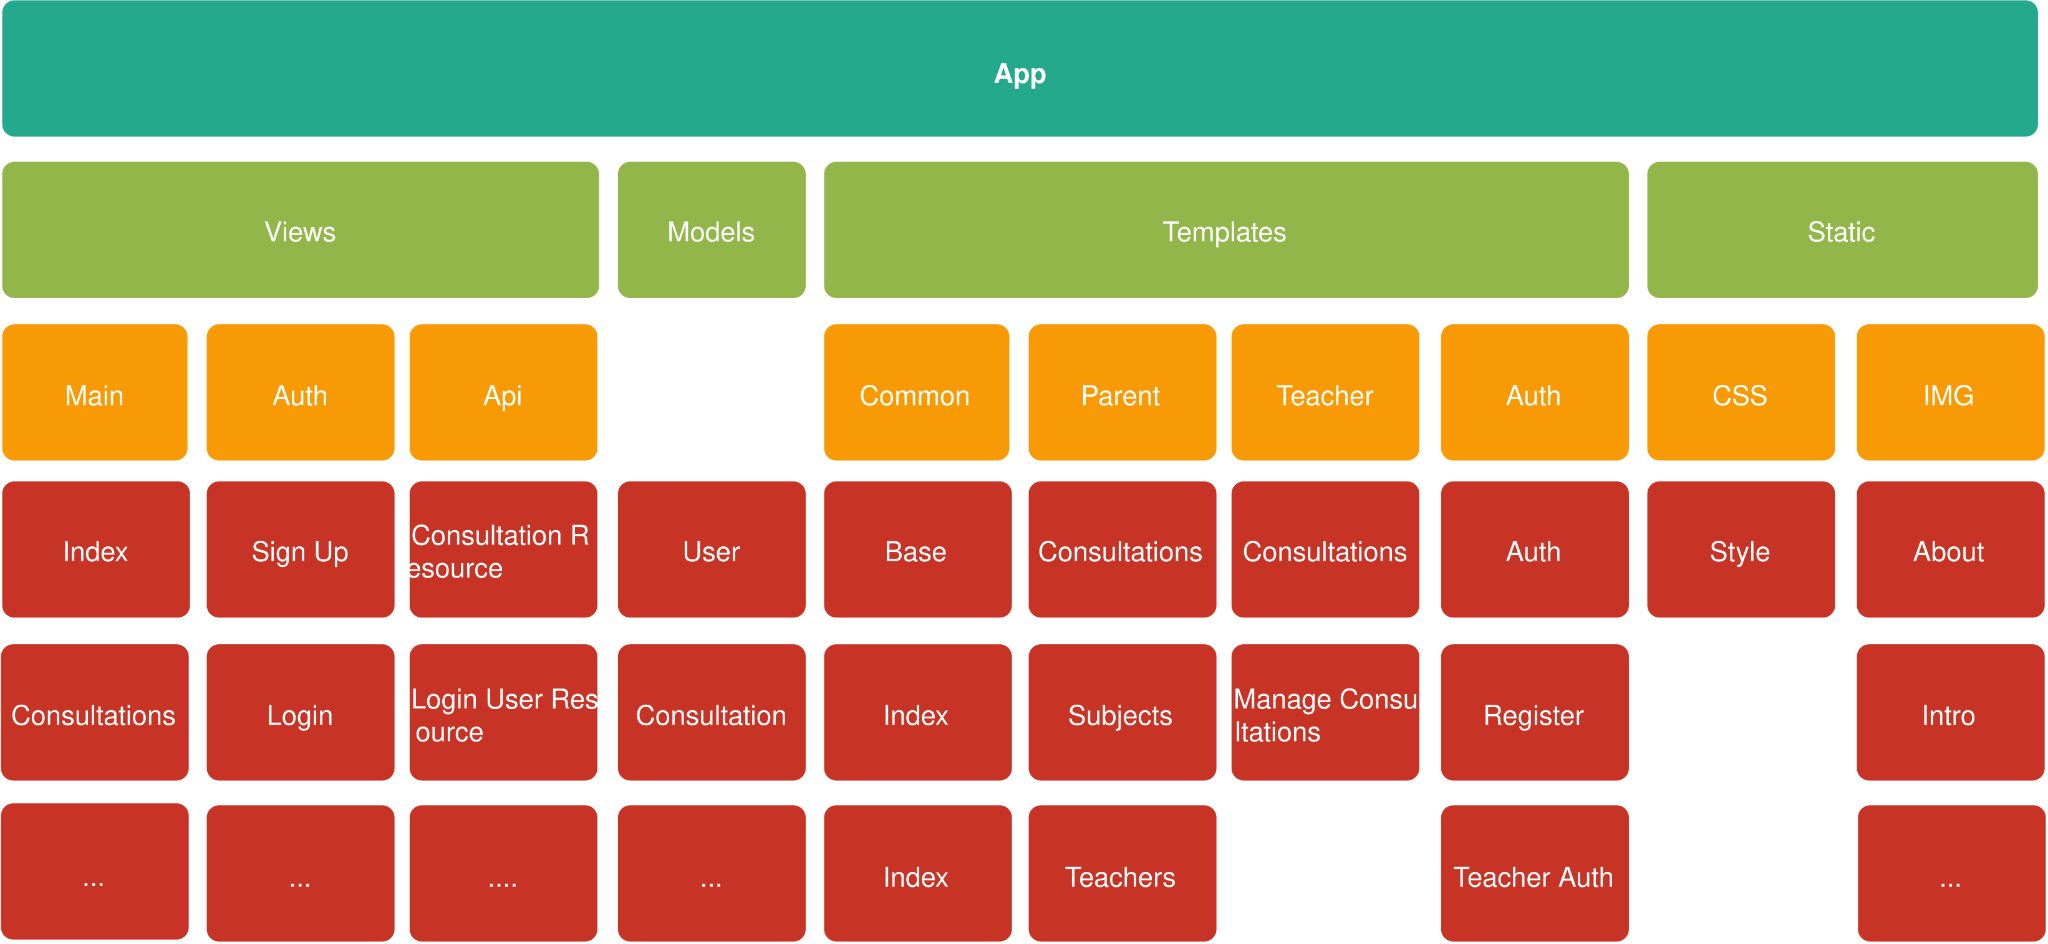 App
Views
Models
Templates
Static
Main
Auth
Api
Common
Parent
Teacher
Auth
CSS
IMG
Index
Sign Up
Consultation R
esource
User
Base
Consultations
Consultations
Auth
Style
About
Consultations
Login
Login User Res
ource
Consultation
Index
Subjects
Manage Consu
ltations
Register
Intro
...
...
....
...
Index
Teachers
Teacher Auth
...